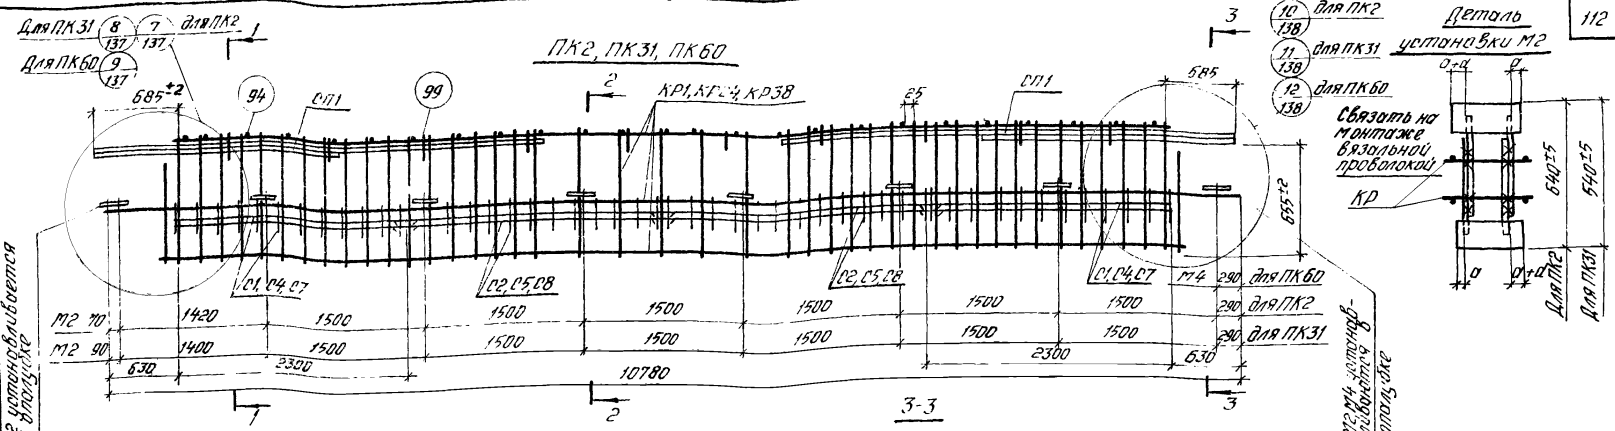 Для ПК31 8/137 7/137 для ПК2
Для ПК60 9/137
1
ПК2, ПК31, ПК60
2
3
10/138 для ПК2
11/138 для ПК31
12/138 для ПК60
Деталь
установки М2
112
685±2
94
СП1
99
КР1, КР24, КР38
25
СП1
685
655±2
а+d
а
Связать на
монтаже
вязальной
проволокой
КР
640±5
540±5
а
а+d
Для ПК2
Для ПК31
С1, С4, С7
С2, С5, С8
С2, С5, С8
С1, С4, С7
М4 290 для ПК60
М2 70 1420 1500 1500 1500 1500 1500 1500 290 для ПК2
М2 90 1400 1500 1500 1500 1500 1500 1500 290 для ПК31
630 2300 2300 630
10780
1
2
3-3
3
устанавливается
опалубке
М2, М4 устанав-
ливаются в
опалубке